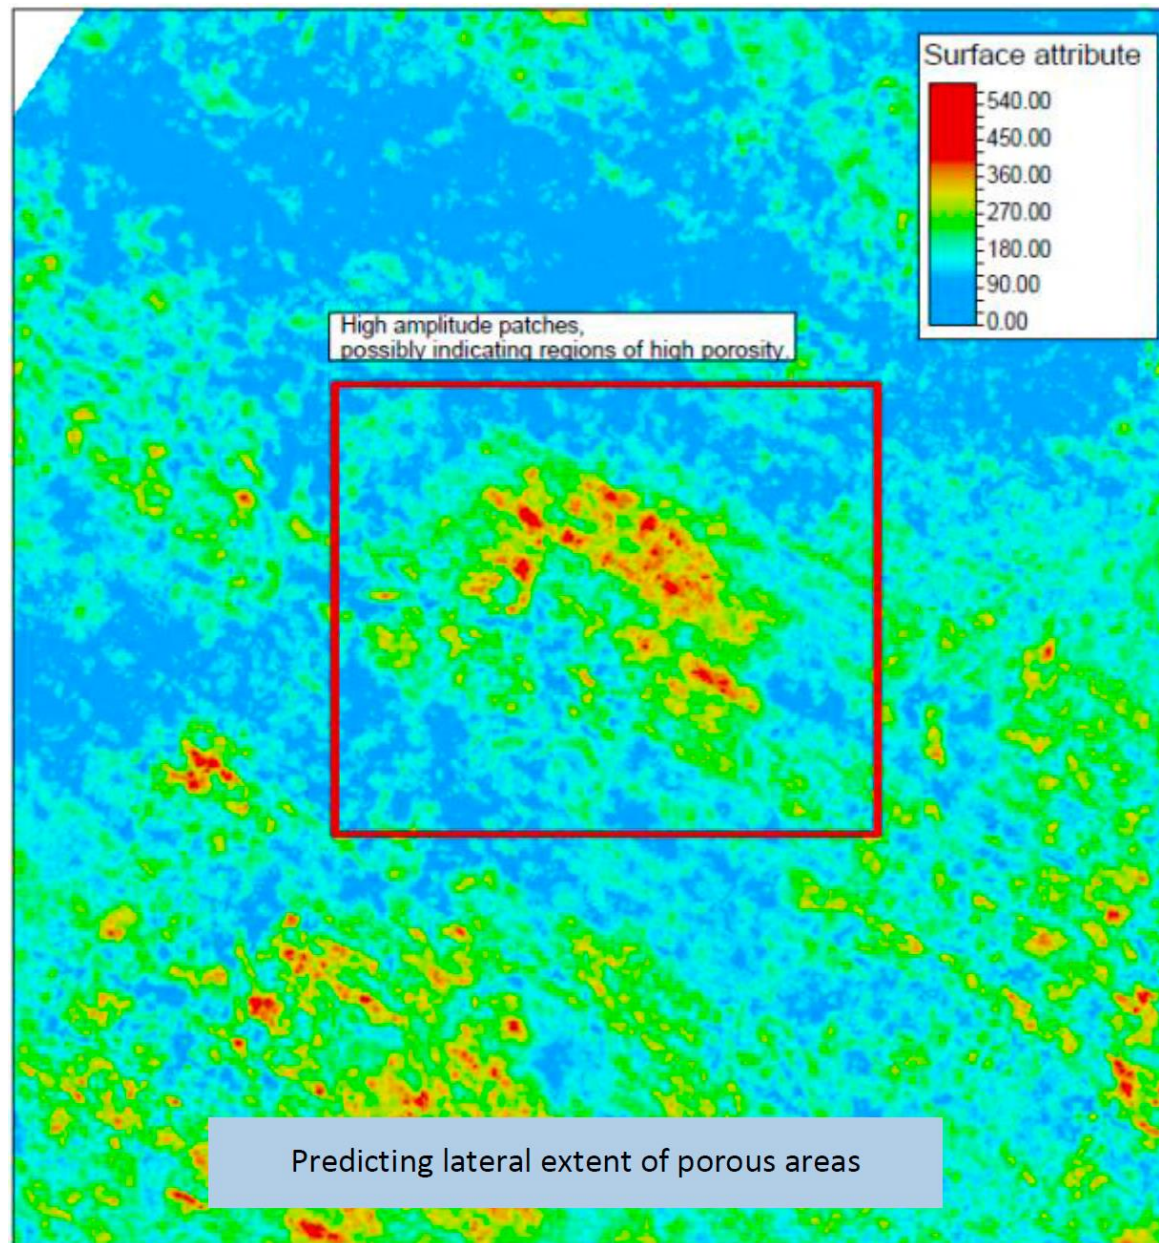 Surface attribute
540.00
450.00
360.00
270.00
180.00
90.00
0.00
High amplitude patches,
possibly indicating regions of high porosity.
Predicting lateral extent of porous areas